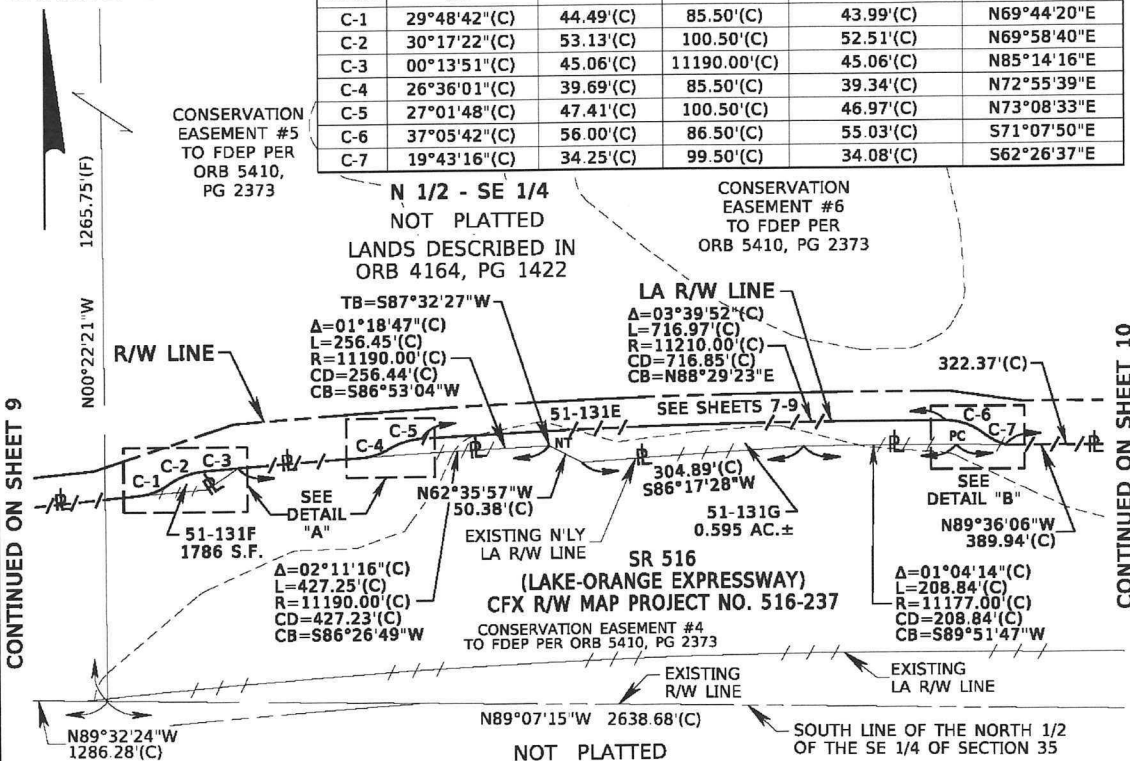 C-1 29°48'42"(C) 44.49'(C) 85.50'(C) 43.99'(C) N69°44'20"E
C-2 30°17'22"(C) 53.13'(C) 100.50'(C) 52.51'(C) N69°58'40"E
C-3 00°13'51"(C) 45.06'(C) 11190.00'(C) 45.06'(C) N85°14'16"E
C-4 26°36'01"(C) 39.69'(C) 85.50'(C) 39.34'(C) N72°55'39"E
C-5 27°01'48"(C) 47.41'(C) 100.50'(C) 46.97'(C) N73°08'33"E
C-6 37°05'42"(C) 56.00'(C) 86.50'(C) 55.03'(C) S71°07'50"E
C-7 19°43'16"(C) 34.25'(C) 99.50'(C) 34.08'(C) S62°26'37"E
CONSERVATION
EASEMENT #5
TO FDEP PER
ORB 5410,
PG 2373
N00°22'21"W 1265.75'(F)
N 1/2 - SE 1/4
NOT PLATTED
LANDS DESCRIBED IN
ORB 4164, PG 1422
CONSERVATION
EASEMENT #6
TO FDEP PER
ORB 5410, PG 2373
TB=S87°32'27"W
Δ=01°18'47"(C)
L=256.45'(C)
R=11190.00'(C)
CD=256.44'(C)
CB=S86°53'04"W
LA R/W LINE
Δ=03°39'52"(C)
L=716.97'(C)
R=11210.00'(C)
CD=716.85'(C)
CB=N88°29'23"E
R/W LINE
322.37'(C)
CONTINUED ON SHEET 9
CONTINUED ON SHEET 10
51-131E
SEE SHEETS 7-9
C-1
C-2
C-3
C-4
C-5
C-6
C-7
PC
NT
PL
PL
PL
PL
PL
PL
PL
51-131F
1786 S.F.
SEE
DETAIL
"A"
N62°35'57"W
50.38'(C)
EXISTING N'LY
LA R/W LINE
304.89'(C)
S86°17'28"W
51-131G
0.595 AC.±
SEE
DETAIL "B"
N89°36'06"W
389.94'(C)
Δ=02°11'16"(C)
L=427.25'(C)
R=11190.00'(C)
CD=427.23'(C)
CB=S86°26'49"W
SR 516
(LAKE-ORANGE EXPRESSWAY)
CFX R/W MAP PROJECT NO. 516-237
CONSERVATION EASEMENT #4
TO FDEP PER ORB 5410, PG 2373
Δ=01°04'14"(C)
L=208.84'(C)
R=11177.00'(C)
CD=208.84'(C)
CB=S89°51'47"W
EXISTING
R/W LINE
EXISTING
LA R/W LINE
N89°32'24"W
1286.28'(C)
N89°07'15"W 2638.68'(C)
NOT PLATTED
SOUTH LINE OF THE NORTH 1/2
OF THE SE 1/4 OF SECTION 35